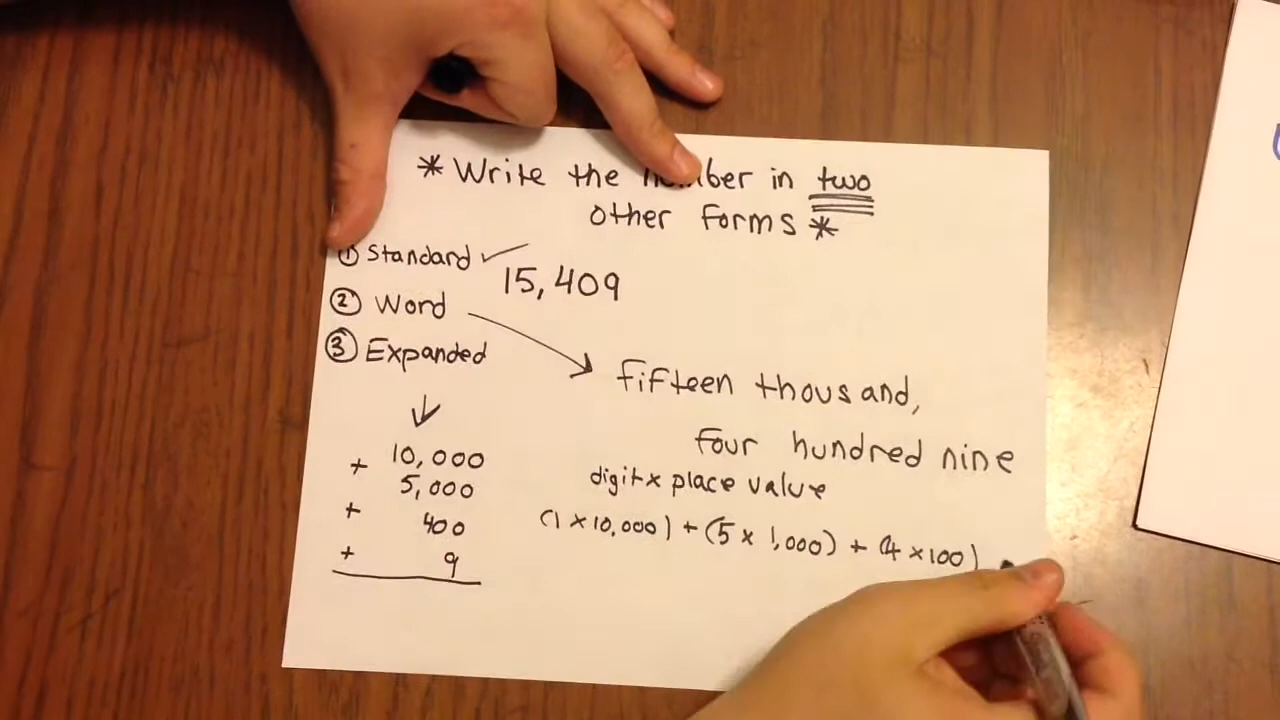 * Write the number in two
other forms *
① Standard ✓
15,409
② Word
③ Expanded
fifteen thousand,
four hundred nine
10,000
+ 5,000
+ 400
+ 9
digit x place value
(1 x 10,000) + (5 x 1,000) + (4 x 100)